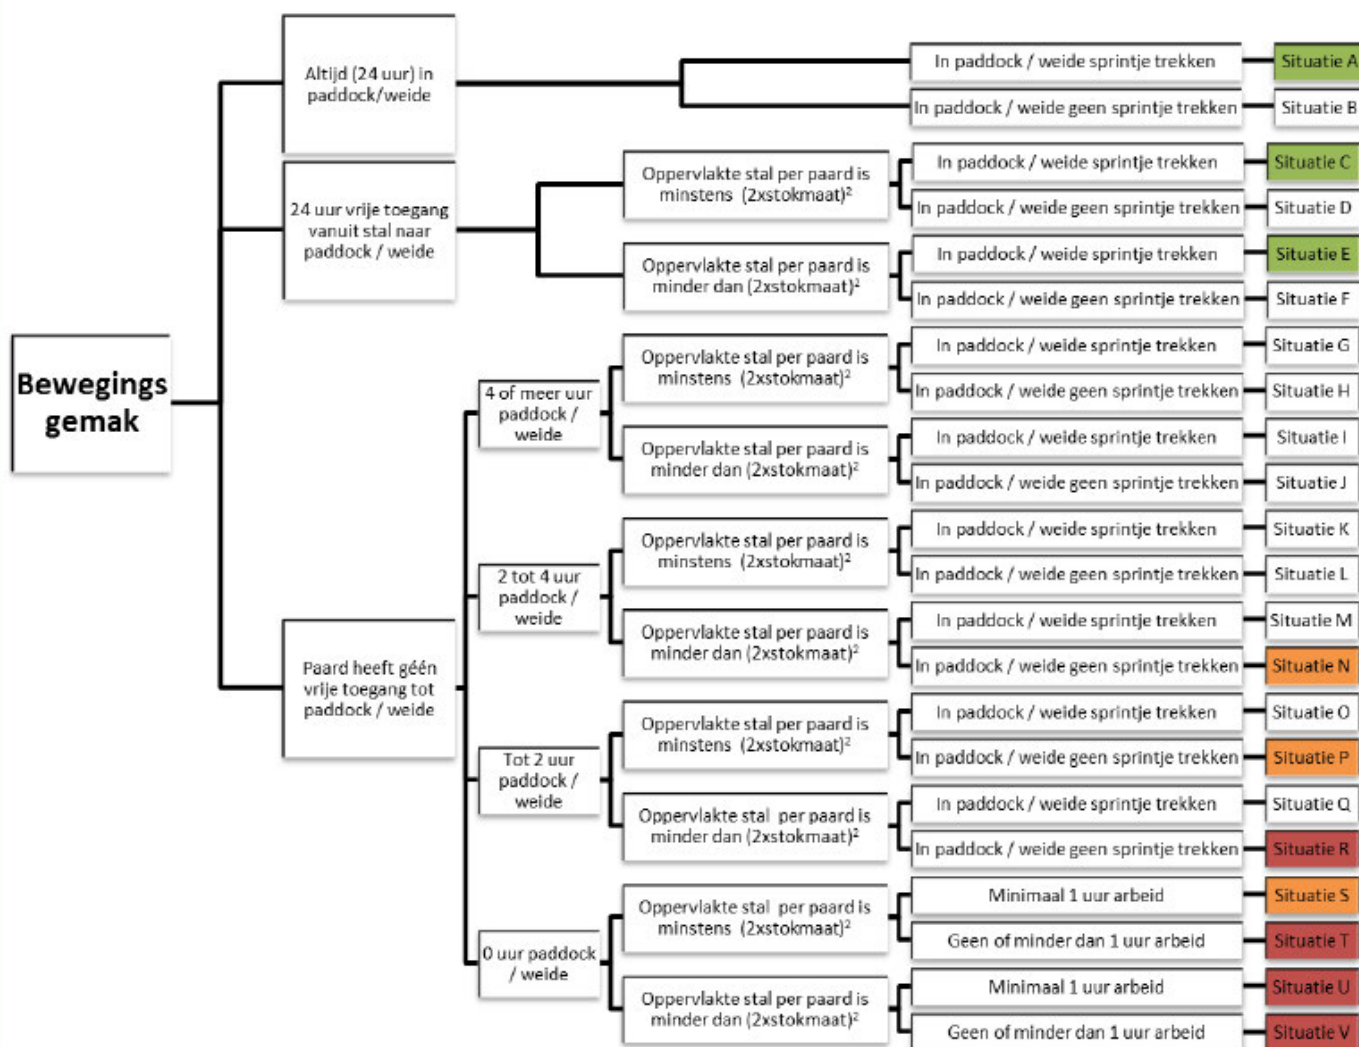 Bewegings
gemak
Altijd (24 uur) in
paddock/weide
In paddock / weide sprintje trekken
Situatie A
In paddock / weide geen sprintje trekken
Situatie B
24 uur vrije toegang
vanuit stal naar
paddock / weide
Oppervlakte stal per paard is
minstens (2xstokmaat)²
In paddock / weide sprintje trekken
Situatie C
In paddock / weide geen sprintje trekken
Situatie D
Oppervlakte stal per paard is
minder dan (2xstokmaat)²
In paddock / weide sprintje trekken
Situatie E
In paddock / weide geen sprintje trekken
Situatie F
Paard heeft géén
vrije toegang tot
paddock / weide
4 of meer uur
paddock /
weide
Oppervlakte stal per paard is
minstens (2xstokmaat)²
In paddock / weide sprintje trekken
Situatie G
In paddock / weide geen sprintje trekken
Situatie H
Oppervlakte stal per paard is
minder dan (2xstokmaat)²
In paddock / weide sprintje trekken
Situatie I
In paddock / weide geen sprintje trekken
Situatie J
2 tot 4 uur
paddock /
weide
Oppervlakte stal per paard is
minstens (2xstokmaat)²
In paddock / weide sprintje trekken
Situatie K
In paddock / weide geen sprintje trekken
Situatie L
Oppervlakte stal per paard is
minder dan (2xstokmaat)²
In paddock / weide sprintje trekken
Situatie M
In paddock / weide geen sprintje trekken
Situatie N
Tot 2 uur
paddock /
weide
Oppervlakte stal per paard is
minstens (2xstokmaat)²
In paddock / weide sprintje trekken
Situatie O
In paddock / weide geen sprintje trekken
Situatie P
Oppervlakte stal per paard is
minder dan (2xstokmaat)²
In paddock / weide sprintje trekken
Situatie Q
In paddock / weide geen sprintje trekken
Situatie R
0 uur paddock
/ weide
Oppervlakte stal per paard is
minstens (2xstokmaat)²
Minimaal 1 uur arbeid
Situatie S
Geen of minder dan 1 uur arbeid
Situatie T
Oppervlakte stal per paard is
minder dan (2xstokmaat)²
Minimaal 1 uur arbeid
Situatie U
Geen of minder dan 1 uur arbeid
Situatie V